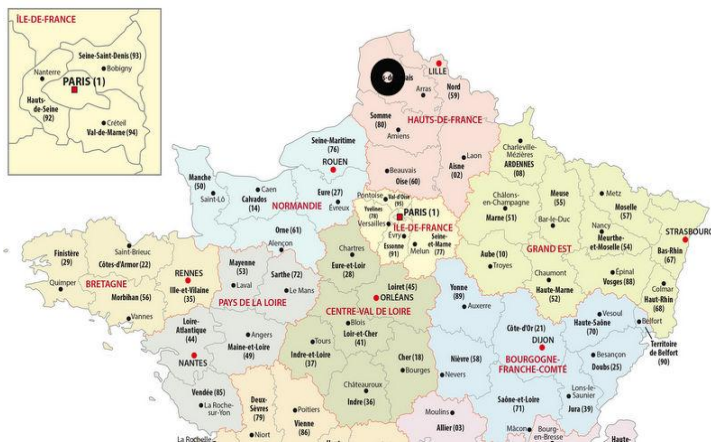 ÎLE-DE-FRANCE
Seine-Saint-Denis (93)
Nanterre
Bobigny
PARIS (1)
Hauts-
de-Seine
(92)
Créteil
Val-de-Marne (94)
LILLE
Nord
(59)
Arras
Somme
(80)
HAUTS-DE-FRANCE
Amiens
Laon
Aisne
(02)
Beauvais
Oise (60)
Seine-Maritime
(76)
ROUEN
Manche
(50)
Saint-Lô
Caen
Calvados
(14)
Eure (27)
Évreux
NORMANDIE
Orne (61)
Alençon
Pontoise
Val-d'Oise
(95)
Yvelines
(78)
Versailles
PARIS (1)
ÎLE-DE-FRANCE
Évry
Essonne
(91)
Melun
Seine-
et-Marne
(77)
Charleville-
Mézières
ARDENNES
(08)
Châlons-
en-Champagne
Marne (51)
Meuse
(55)
Bar-le-Duc
Metz
Moselle
(57)
Nancy
Meurthe-
et-Moselle (54)
STRASBOURG
Bas-Rhin
(67)
GRAND EST
Aube (10)
Troyes
Chaumont
Haute-Marne
(52)
Épinal
Vosges (88)
Colmar
Haut-Rhin
(68)
Finistère
(29)
Quimper
Saint-Brieuc
Côtes-d'Armor (22)
BRETAGNE
Morbihan (56)
Vannes
RENNES
Ille-et-Vilaine
(35)
Mayenne
(53)
Laval
Sarthe (72)
Le Mans
PAYS DE LA LOIRE
Loire-
Atlantique
(44)
NANTES
Angers
Maine-et-Loire
(49)
Vendée (85)
La Roche-
sur-Yon
Chartres
Eure-et-Loir
(28)
Loiret (45)
ORLÉANS
CENTRE-VAL DE LOIRE
Blois
Loir-et-Cher
(41)
Tours
Indre-et-Loire
(37)
Cher (18)
Bourges
Châteauroux
Indre (36)
Yonne
(89)
Auxerre
Côte-d'Or (21)
DIJON
BOURGOGNE-
FRANCHE-COMTÉ
Nièvre (58)
Nevers
Saône-et-Loire
(71)
Mâcon
Vesoul
Haute-Saône
(70)
Belfort
Territoire
de Belfort
(90)
Besançon
Doubs (25)
Lons-le-
Saunier
Jura (39)
Deux-
Sèvres
(79)
Niort
Poitiers
Vienne
(86)
La Rochelle
Moulins
Allier (03)
Bourg-
en-Bresse
Haute-